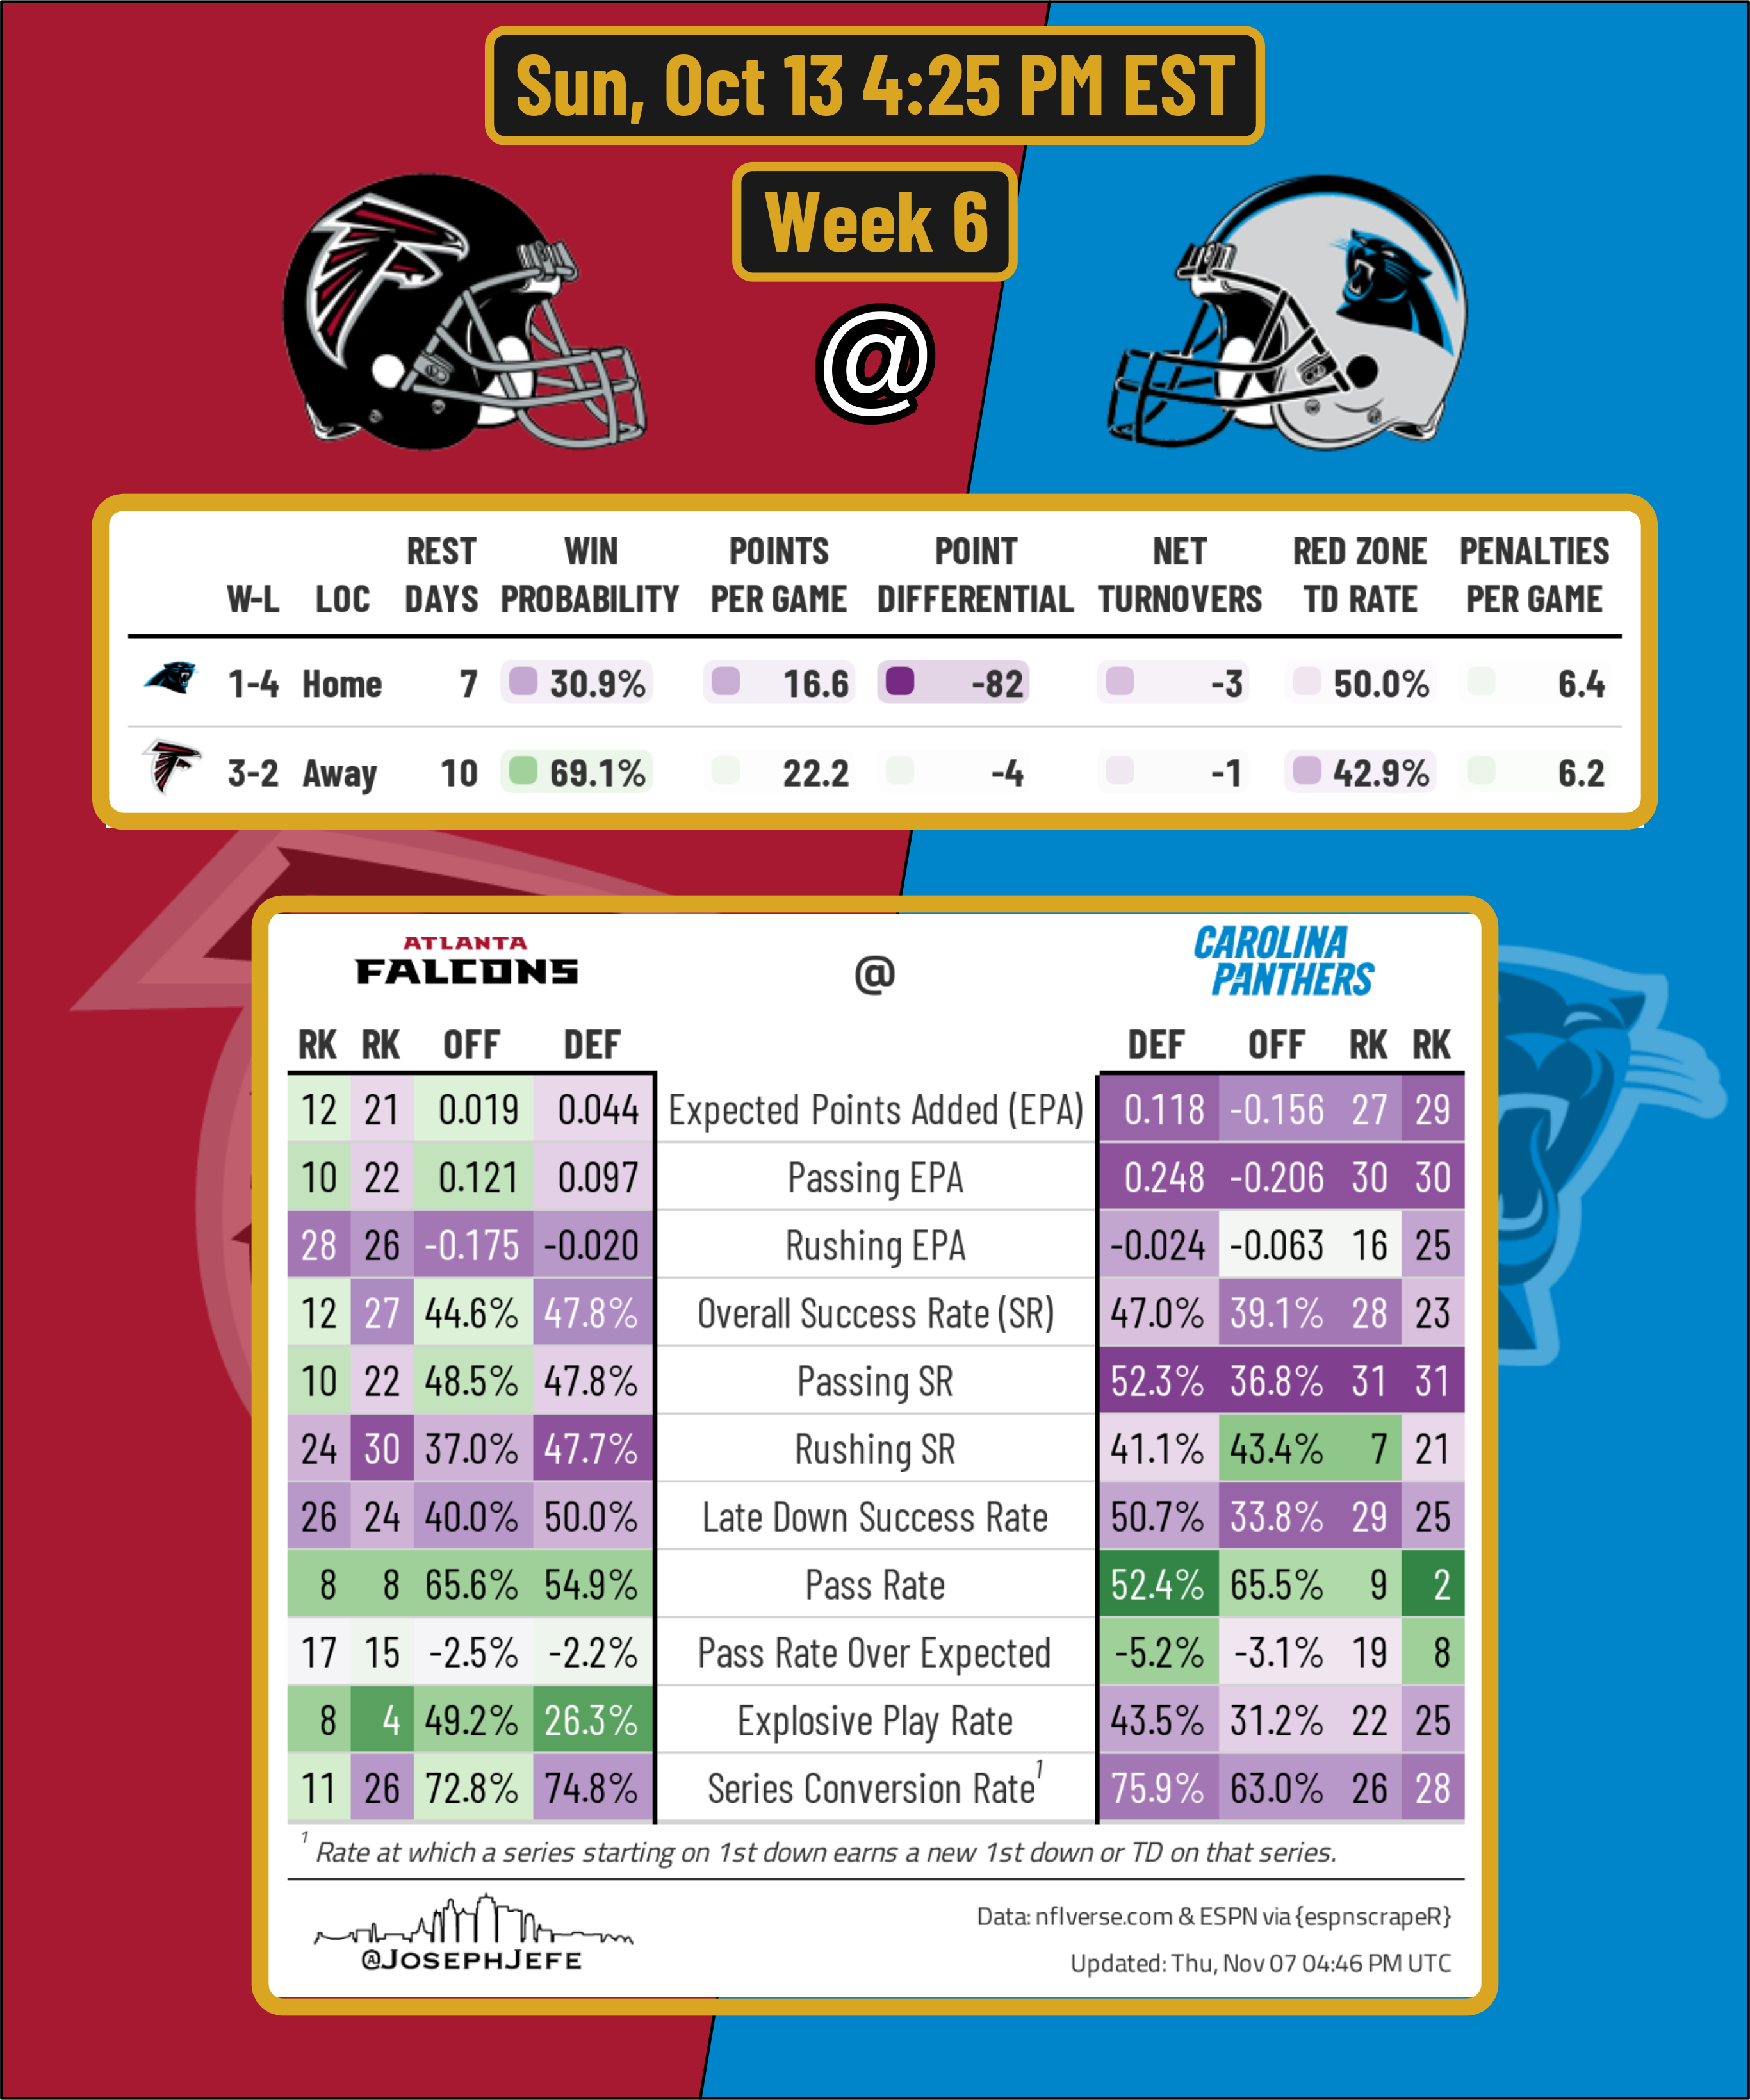 Sun, Oct 13 4:25 PM EST
Week 6
@
REST WIN POINTS POINT NET RED ZONE PENALTIES
W-L LOC DAYS PROBABILITY PER GAME DIFFERENTIAL TURNOVERS TD RATE PER GAME
1-4 Home 7 30.9% 16.6 -82 -3 50.0% 6.4
3-2 Away 10 69.1% 22.2 -4 -1 42.9% 6.2
ATLANTA
FALCONS
@
CAROLINA
PANTHERS
RK RK OFF DEF DEF OFF RK RK
12 21 0.019 0.044 Expected Points Added (EPA) 0.118 -0.156 27 29
10 22 0.121 0.097 Passing EPA 0.248 -0.206 30 30
28 26 -0.175 -0.020 Rushing EPA -0.024 -0.063 16 25
12 27 44.6% 47.8% Overall Success Rate (SR) 47.0% 39.1% 28 23
10 22 48.5% 47.8% Passing SR 52.3% 36.8% 31 31
24 30 37.0% 47.7% Rushing SR 41.1% 43.4% 7 21
26 24 40.0% 50.0% Late Down Success Rate 50.7% 33.8% 29 25
8 8 65.6% 54.9% Pass Rate 52.4% 65.5% 9 2
17 15 -2.5% -2.2% Pass Rate Over Expected -5.2% -3.1% 19 8
8 4 49.2% 26.3% Explosive Play Rate 43.5% 31.2% 22 25
11 26 72.8% 74.8% Series Conversion Rate¹ 75.9% 63.0% 26 28
¹ Rate at which a series starting on 1st down earns a new 1st down or TD on that series.
@JOSEPHJEFE
Data: nflverse.com & ESPN via {espnscrapeR}
Updated: Thu, Nov 07 04:46 PM UTC